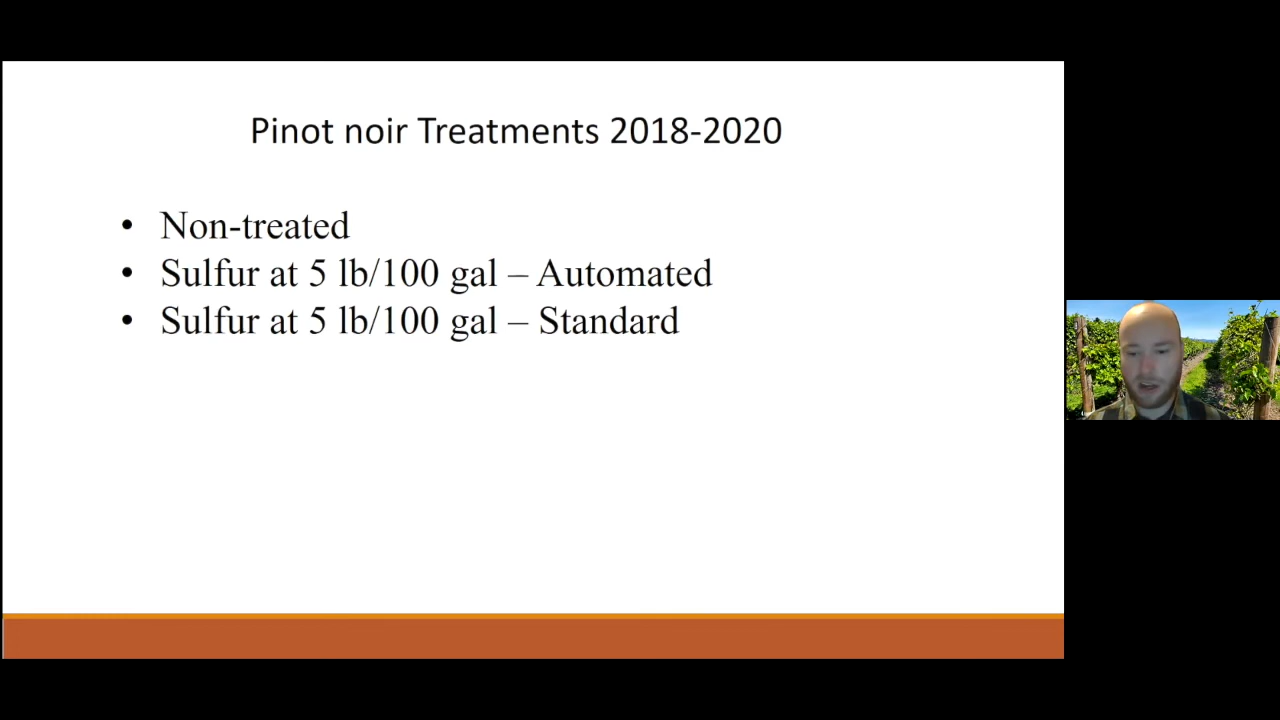 Pinot noir Treatments 2018-2020
• Non-treated
• Sulfur at 5 lb/100 gal – Automated
• Sulfur at 5 lb/100 gal – Standard